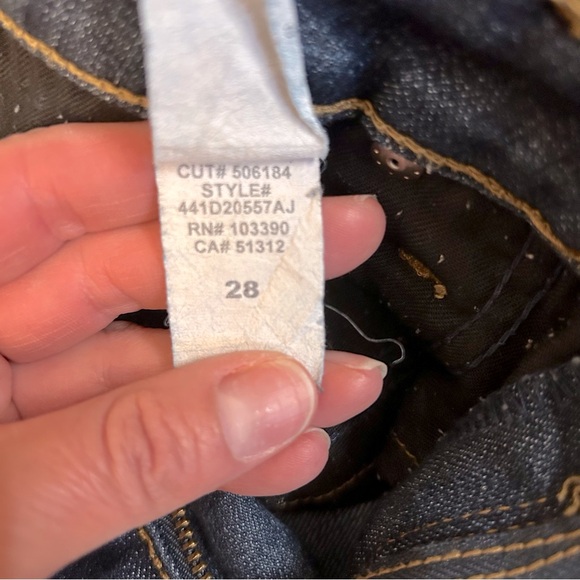 CUT# 506184
STYLE#
441D20557AJ
RN# 103390
CA# 51312
28